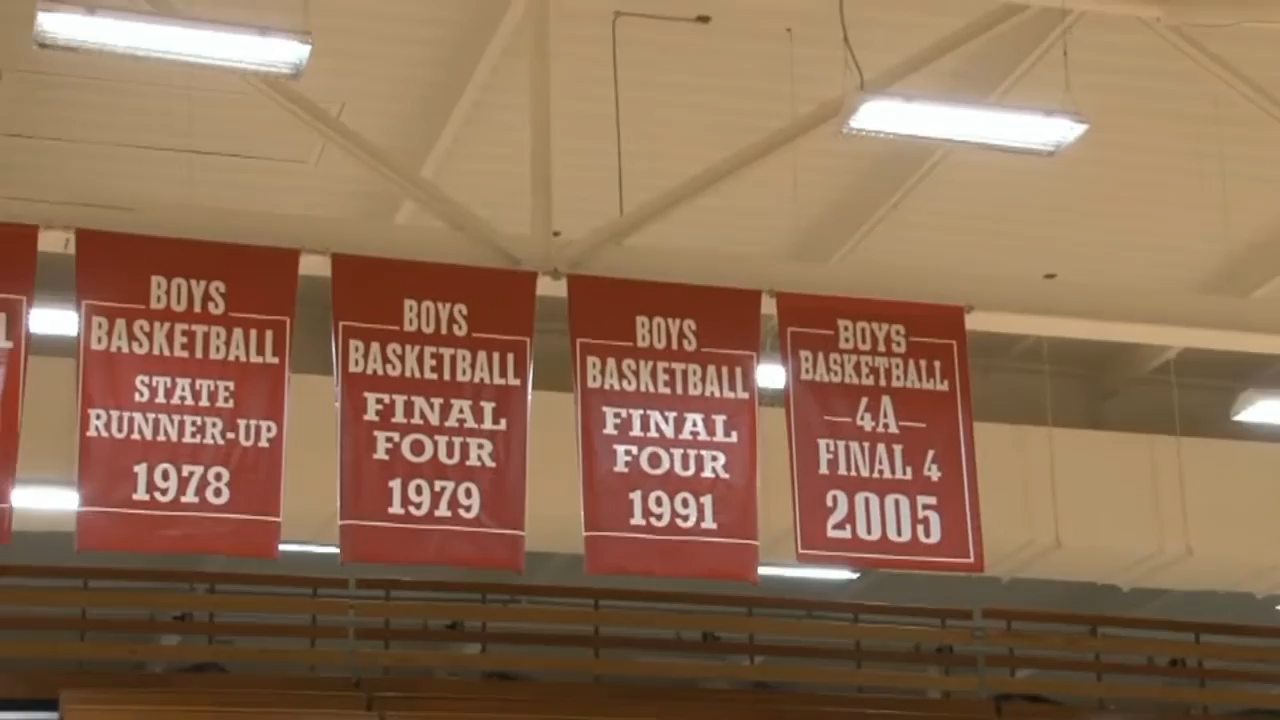 BOYS
BASKETBALL
STATE
RUNNER-UP
1978
BOYS
BASKETBALL
FINAL
FOUR
1979
BOYS
BASKETBALL
FINAL
FOUR
1991
BOYS
BASKETBALL
4A
FINAL 4
2005